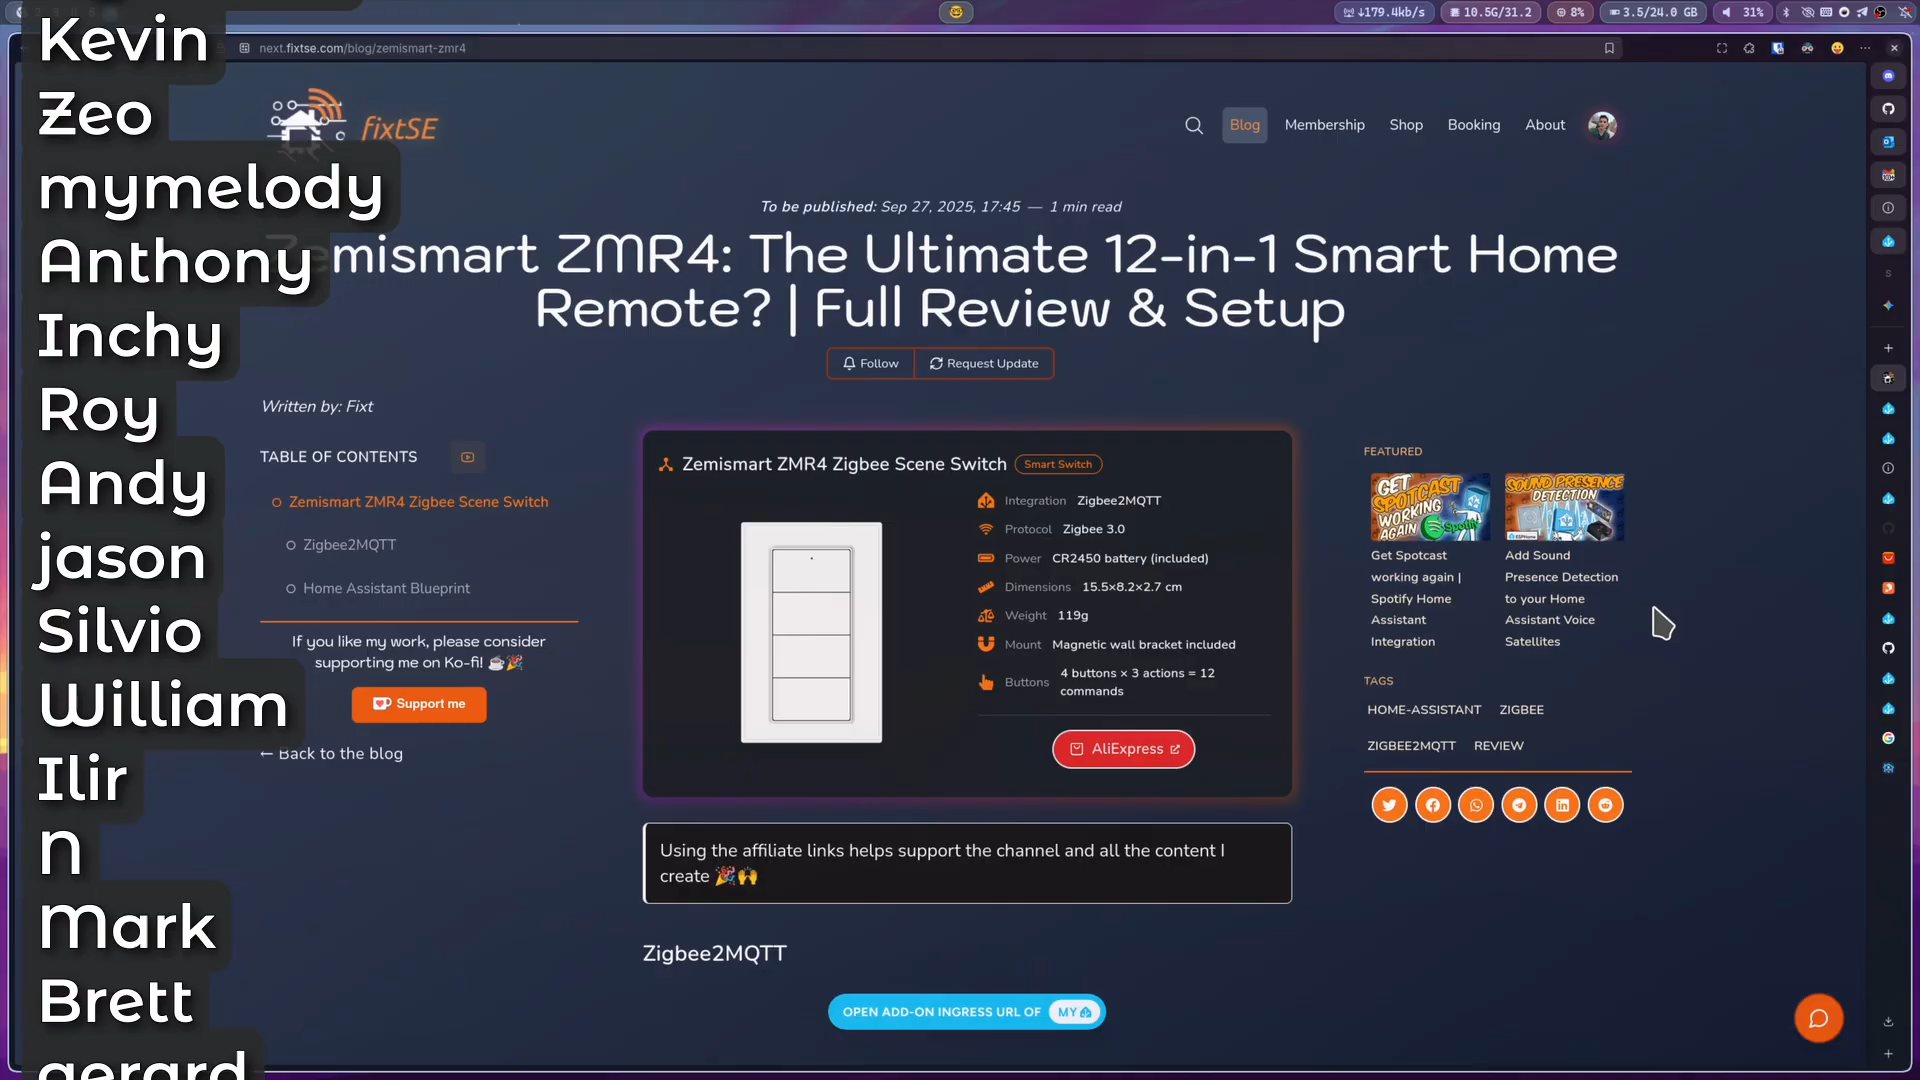 Kevin
Zeo
mymelody
Anthony
Inchy
Roy
Andy
jason
Silvio
William
Ilir
n
Mark
Brett
gerard
↓179.4kb/s
10.5G/31.2
8%
3.5/24.0 GB
31%
next.fixtse.com/blog/zemismart-zmr4
fixtSE
Blog
Membership
Shop
Booking
About
To be published: Sep 27, 2025, 17:45 — 1 min read
Zemismart ZMR4: The Ultimate 12-in-1 Smart Home
Remote? | Full Review & Setup
Follow
Request Update
Written by: Fixt
TABLE OF CONTENTS
Zemismart ZMR4 Zigbee Scene Switch
Zigbee2MQTT
Home Assistant Blueprint
If you like my work, please consider
supporting me on Ko-fi! ☕🎉
Support me
← Back to the blog
Zemismart ZMR4 Zigbee Scene Switch
Smart Switch
Integration Zigbee2MQTT
Protocol Zigbee 3.0
Power CR2450 battery (included)
Dimensions 15.5×8.2×2.7 cm
Weight 119g
Mount Magnetic wall bracket included
Buttons 4 buttons × 3 actions = 12
commands
AliExpress
Using the affiliate links helps support the channel and all the content I
create 🎉🙌
Zigbee2MQTT
OPEN ADD-ON INGRESS URL OF MY
FEATURED
GET
SPOTCAST
WORKING
AGAIN
Spotify
SOUND PRESENCE
DETECTION
Get Spotcast
working again |
Spotify Home
Assistant
Integration
Add Sound
Presence Detection
to your Home
Assistant Voice
Satellites
TAGS
HOME-ASSISTANT
ZIGBEE
ZIGBEE2MQTT
REVIEW